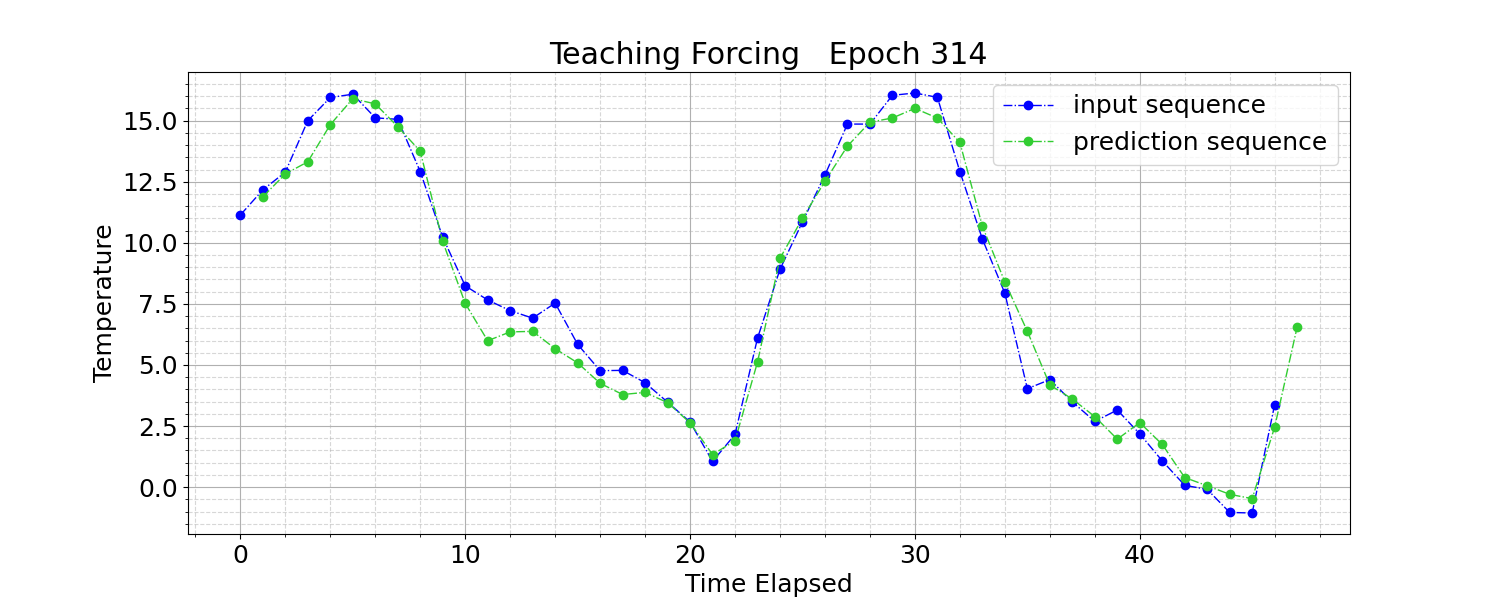 Teaching Forcing   Epoch 314
input sequence
prediction sequence
Temperature
15.0
12.5
10.0
7.5
5.0
2.5
0.0
0 10 20 30 40
Time Elapsed